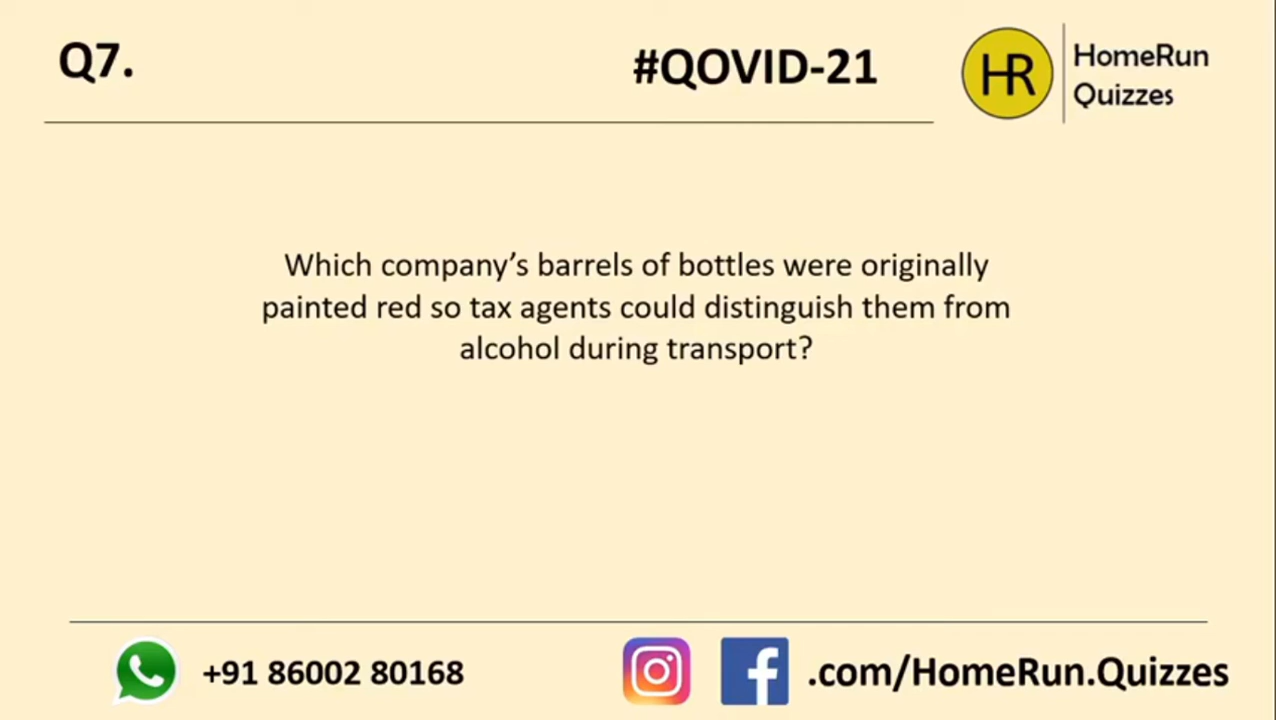 Q7.
#QOVID-21
HR
HomeRun
Quizzes
Which company’s barrels of bottles were originally
painted red so tax agents could distinguish them from
alcohol during transport?
+91 86002 80168
.com/HomeRun.Quizzes